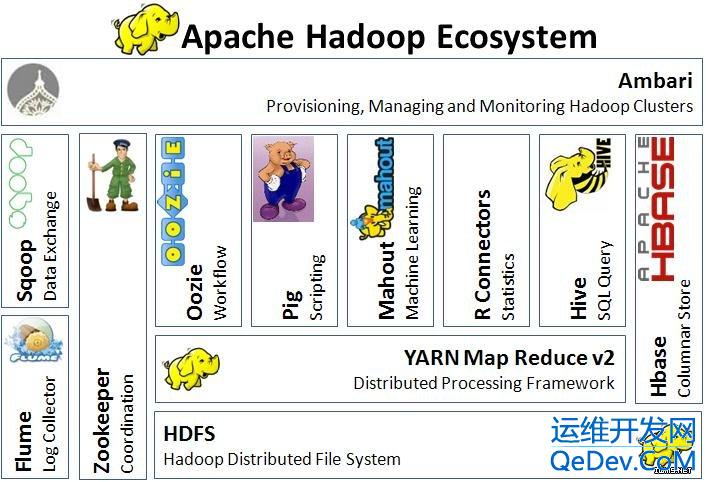 Apache Hadoop Ecosystem
Ambari
Provisioning, Managing and Monitoring Hadoop Clusters
sqoop
Sqoop
Data Exchange
FLUME
Flume
Log Collector
Zookeeper
Coordination
OOZIE
Oozie
Workflow
Pig
Scripting
mahout
Mahout
Machine Learning
R Connectors
Statistics
HIVE
Hive
SQL Query
APACHE
HBASE
Hbase
Columnar Store
YARN Map Reduce v2
Distributed Processing Framework
HDFS
Hadoop Distributed File System
运维开发网
QeDev.CoM